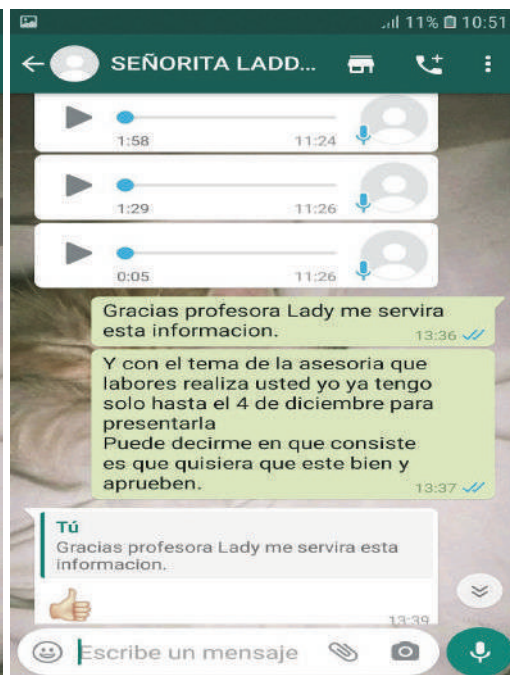 11% 10:51
SEÑORITA LADD...
1:58 11:24
1:29 11:26
0:05 11:26
Gracias profesora Lady me servira
esta informacion.
13:36
Y con el tema de la asesoria que
labores realiza usted yo ya tengo
solo hasta el 4 de diciembre para
presentarla
Puede decirme en que consiste
es que quisiera que este bien y
aprueben.
13:37
Tú
Gracias profesora Lady me servira esta
informacion.
13:39
Escribe un mensaje